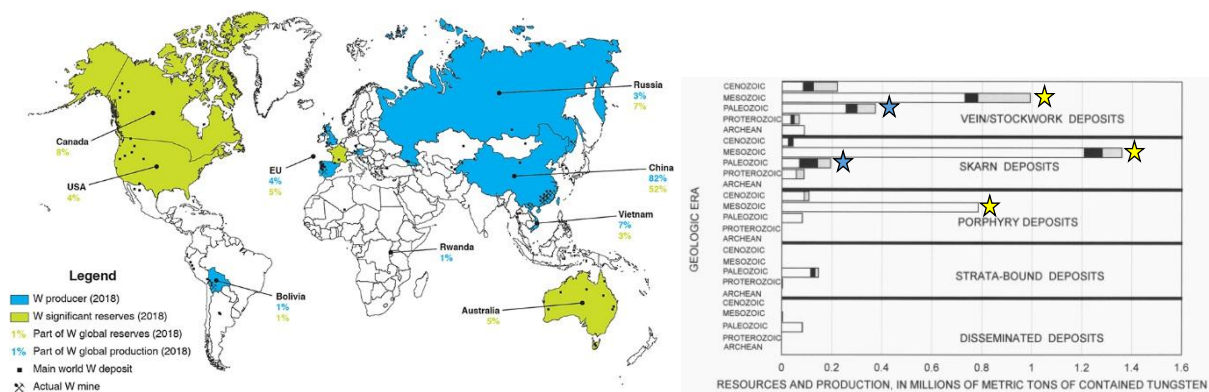 Russia
3%
7%
Canada
8%
USA
4%
EU
4%
5%
China
82%
52%
Vietnam
7%
3%
Rwanda
1%
Bolivia
1%
1%
Australia
5%
Legend
W producer (2018)
W significant reserves (2018)
1% Part of W global reserves (2018)
1% Part of W global production (2018)
Main world W deposit
Actual W mine
GEOLOGIC ERA
CENOZOIC
MESOZOIC
PALEOZOIC
PROTEROZOIC
ARCHEAN
VEIN/STOCKWORK DEPOSITS
CENOZOIC
MESOZOIC
PALEOZOIC
PROTEROZOIC
ARCHEAN
SKARN DEPOSITS
CENOZOIC
MESOZOIC
PALEOZOIC
PROTEROZOIC
ARCHEAN
PORPHYRY DEPOSITS
CENOZOIC
MESOZOIC
PALEOZOIC
PROTEROZOIC
ARCHEAN
STRATA-BOUND DEPOSITS
CENOZOIC
MESOZOIC
PALEOZOIC
PROTEROZOIC
ARCHEAN
DISSEMINATED DEPOSITS
0 0.2 0.4 0.6 0.8 1 1.2 1.4 1.6
RESOURCES AND PRODUCTION, IN MILLIONS OF METRIC TONS OF CONTAINED TUNGSTEN